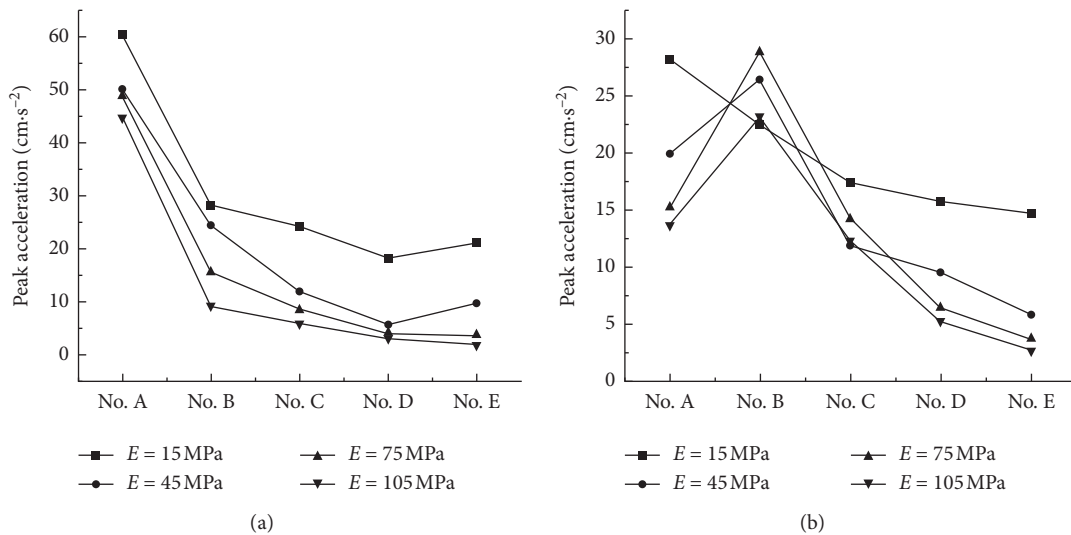 60
50
40
30
20
10
0
Peak acceleration (cm·s⁻²)
No. A No. B No. C No. D No. E
E = 15 MPa E = 75 MPa
E = 45 MPa E = 105 MPa
(a)
30
25
20
15
10
5
0
Peak acceleration (cm·s⁻²)
No. A No. B No. C No. D No. E
E = 15 MPa E = 75 MPa
E = 45 MPa E = 105 MPa
(b)